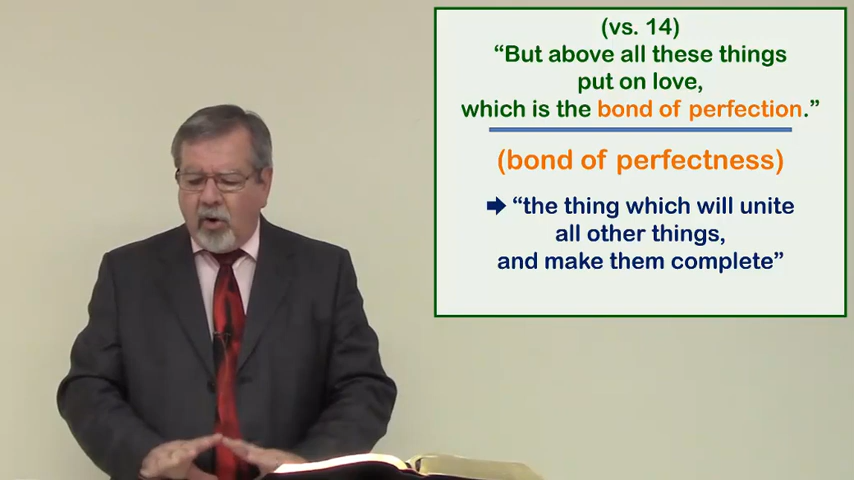 (vs. 14)
“But above all these things
put on love,
which is the bond of perfection.”
(bond of perfectness)
➡ “the thing which will unite
all other things,
and make them complete”